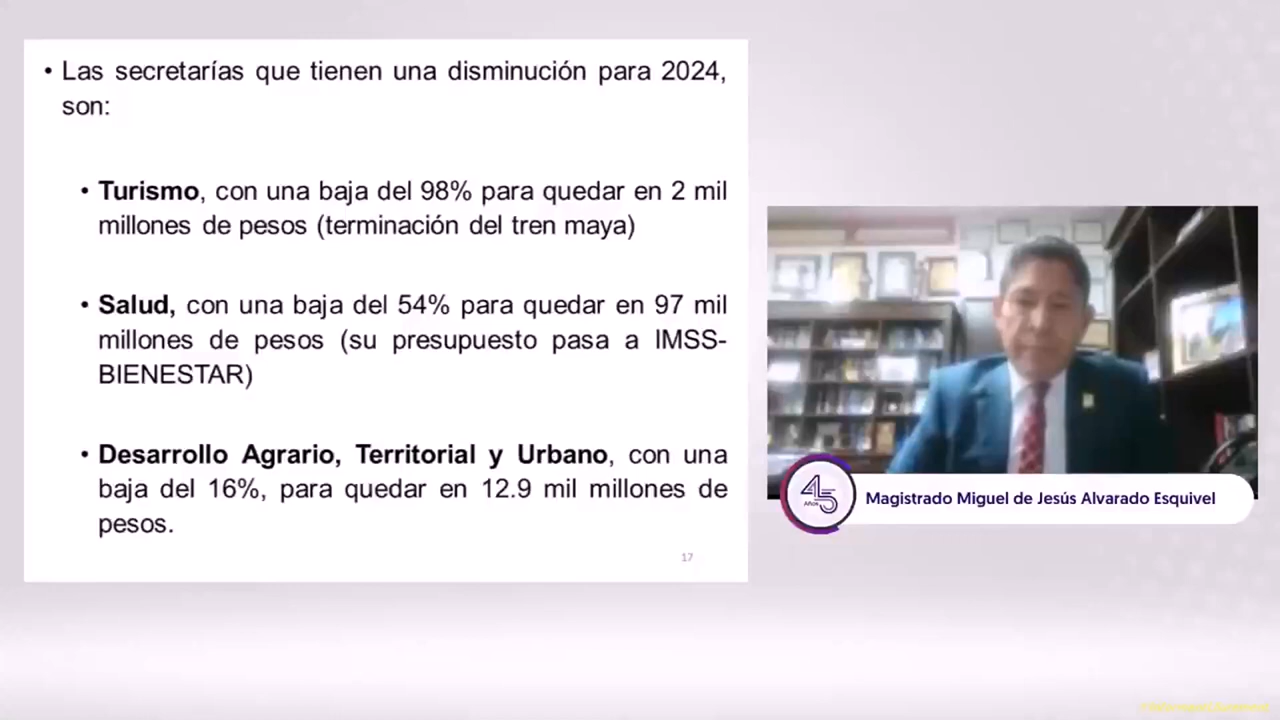 • Las secretarías que tienen una disminución para 2024,
son:
• Turismo, con una baja del 98% para quedar en 2 mil
millones de pesos (terminación del tren maya)
• Salud, con una baja del 54% para quedar en 97 mil
millones de pesos (su presupuesto pasa a IMSS-
BIENESTAR)
• Desarrollo Agrario, Territorial y Urbano, con una
baja del 16%, para quedar en 12.9 mil millones de
pesos.
17
45
AÑOS
Magistrado Miguel de Jesús Alvarado Esquivel